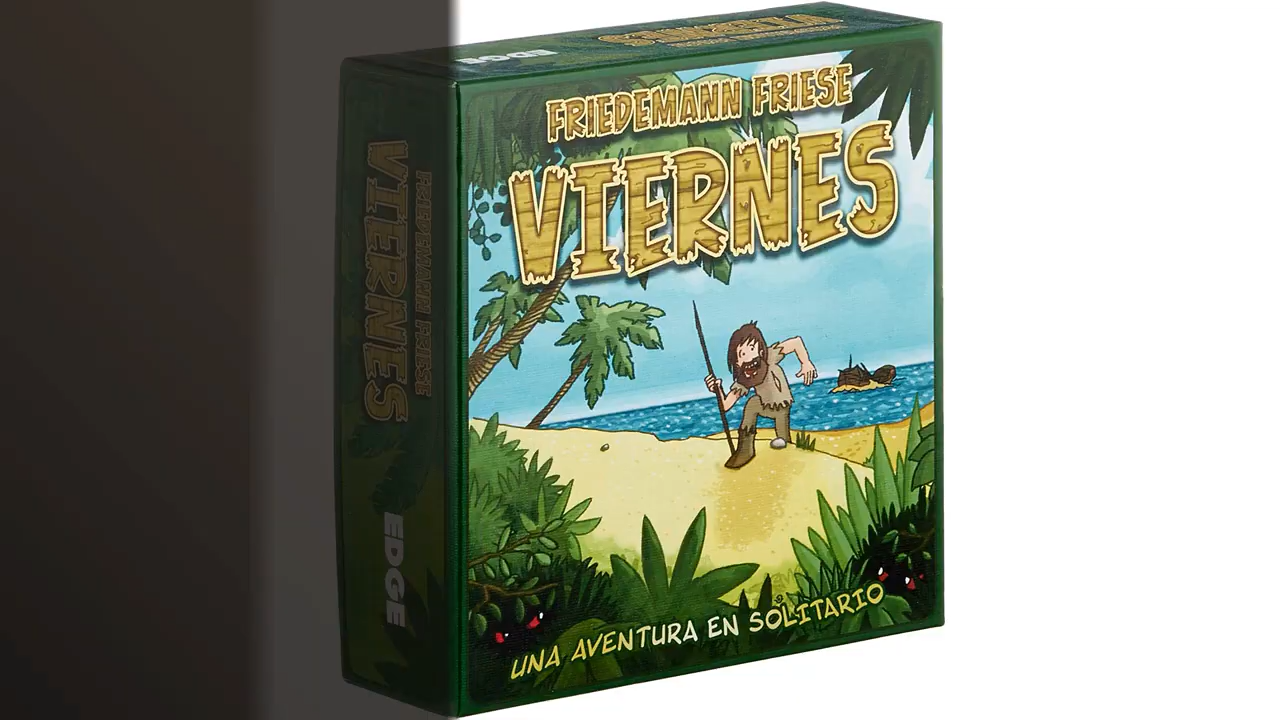 EDGE
FRIEDEMANN FRIESE
VIERNES
UNA AVENTURA EN SOLITARIO
FRIEDEMANN FRIESE
VIERNES
EDGE